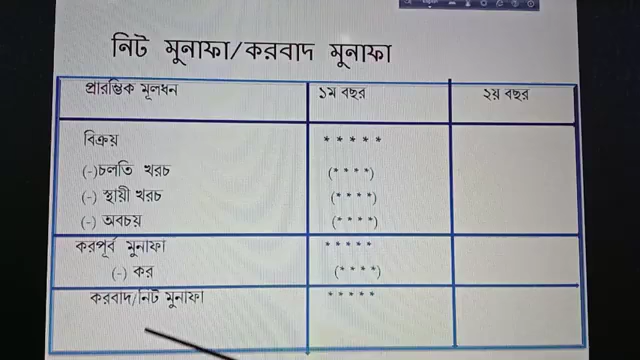 নিট মুনাফা/করবাদ মুনাফা
প্রারম্ভিক মূলধন ১ম বছর ২য় বছর
বিক্রয় * * * * *
(-)চলতি খরচ (* * * *)
(-) স্থায়ী খরচ (* * * *)
(-) অবচয় (* * * *)
করপূর্ব মুনাফা * * * * *
(-) কর (* * * *)
করবাদ/নিট মুনাফা * * * * *